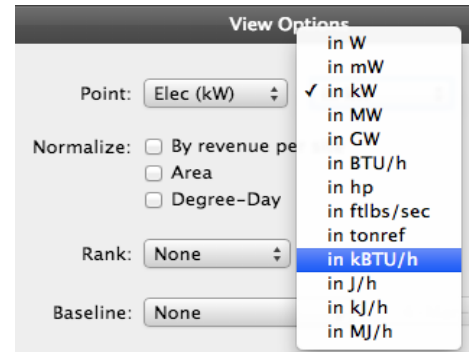 View Options
Point: Elec (kW)
Normalize: By revenue pe
Area
Degree-Day
Rank: None
Baseline: None
in W
in mW
✓ in kW
in MW
in GW
in BTU/h
in hp
in ftlbs/sec
in tonref
in kBTU/h
in J/h
in kJ/h
in MJ/h